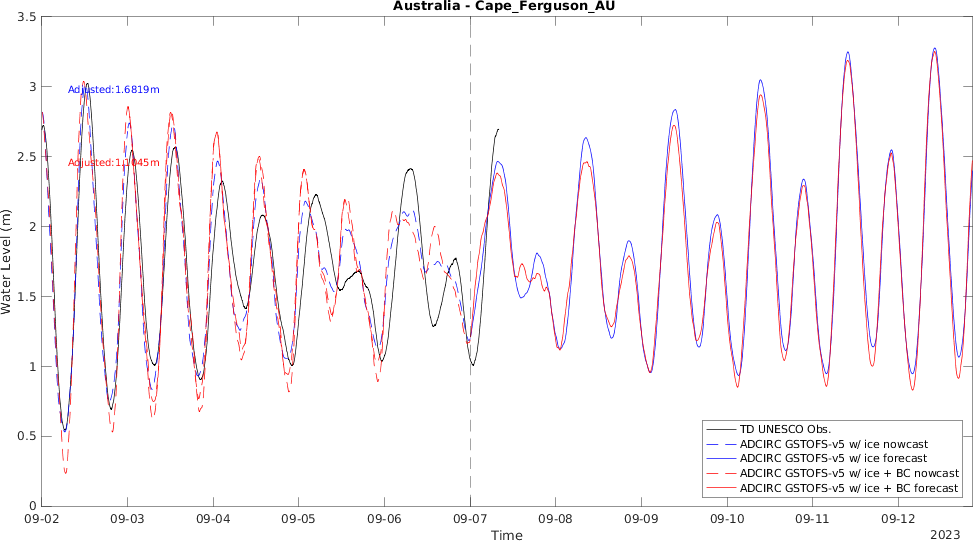 Australia - Cape_Ferguson_AU
3.5
3
2.5
2
1.5
1
0.5
0
Water Level (m)
Adjusted:1.6819m
TD UNESCO Obs.
ADCIRC GSTOFS-v5 w/ ice nowcast
ADCIRC GSTOFS-v5 w/ ice forecast
ADCIRC GSTOFS-v5 w/ ice + BC nowcast
ADCIRC GSTOFS-v5 w/ ice + BC forecast
09-02 09-03 09-04 09-05 09-06 09-07 09-08 09-09 09-10 09-11 09-12
Time
2023